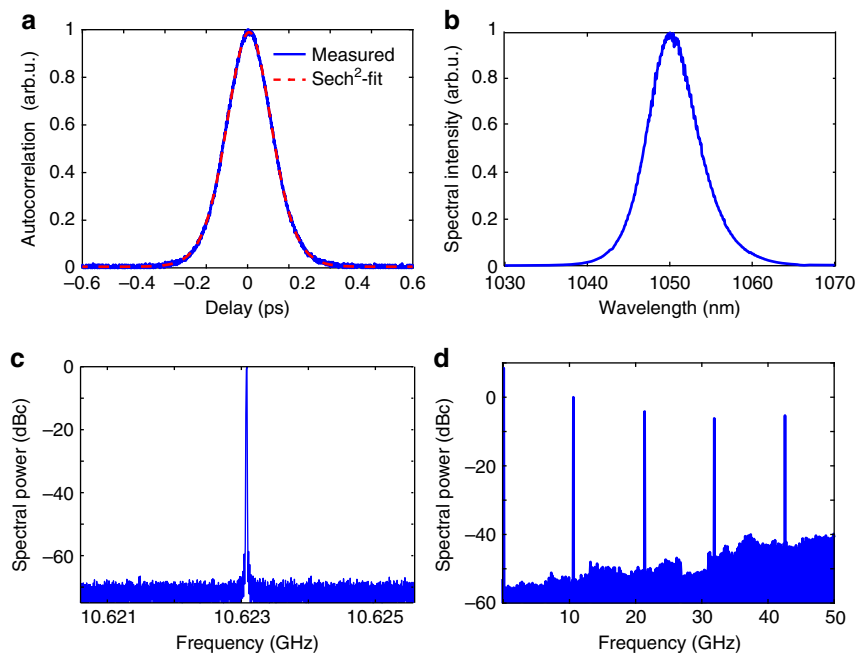 a
Autocorrelation (arb.u.)
1
0.8
0.6
0.4
0.2
0
−0.6
−0.4
−0.2
0
0.2
0.4
0.6
Delay (ps)
Measured
Sech²-fit
b
Spectral intensity (arb.u.)
1
0.8
0.6
0.4
0.2
0
1030
1040
1050
1060
1070
Wavelength (nm)
c
Spectral power (dBc)
0
−20
−40
−60
10.621
10.623
10.625
Frequency (GHz)
d
Spectral power (dBc)
0
−20
−40
−60
10
20
30
40
50
Frequency (GHz)